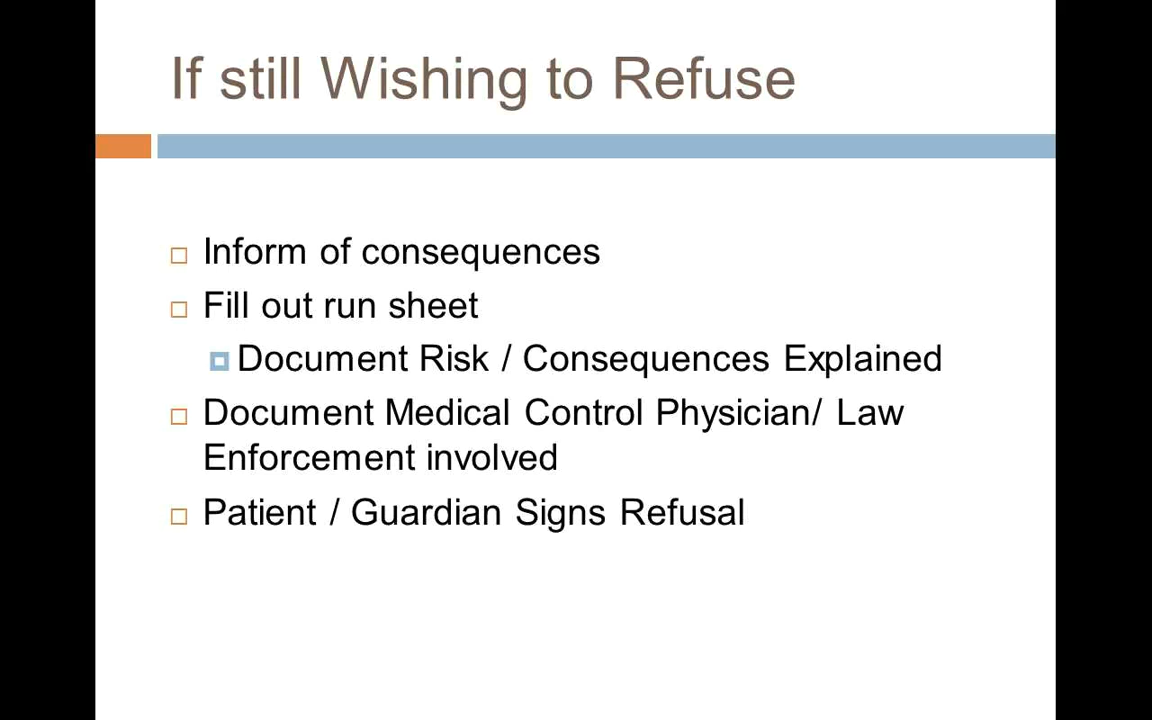 If still Wishing to Refuse
Inform of consequences
Fill out run sheet
Document Risk / Consequences Explained
Document Medical Control Physician/ Law
Enforcement involved
Patient / Guardian Signs Refusal